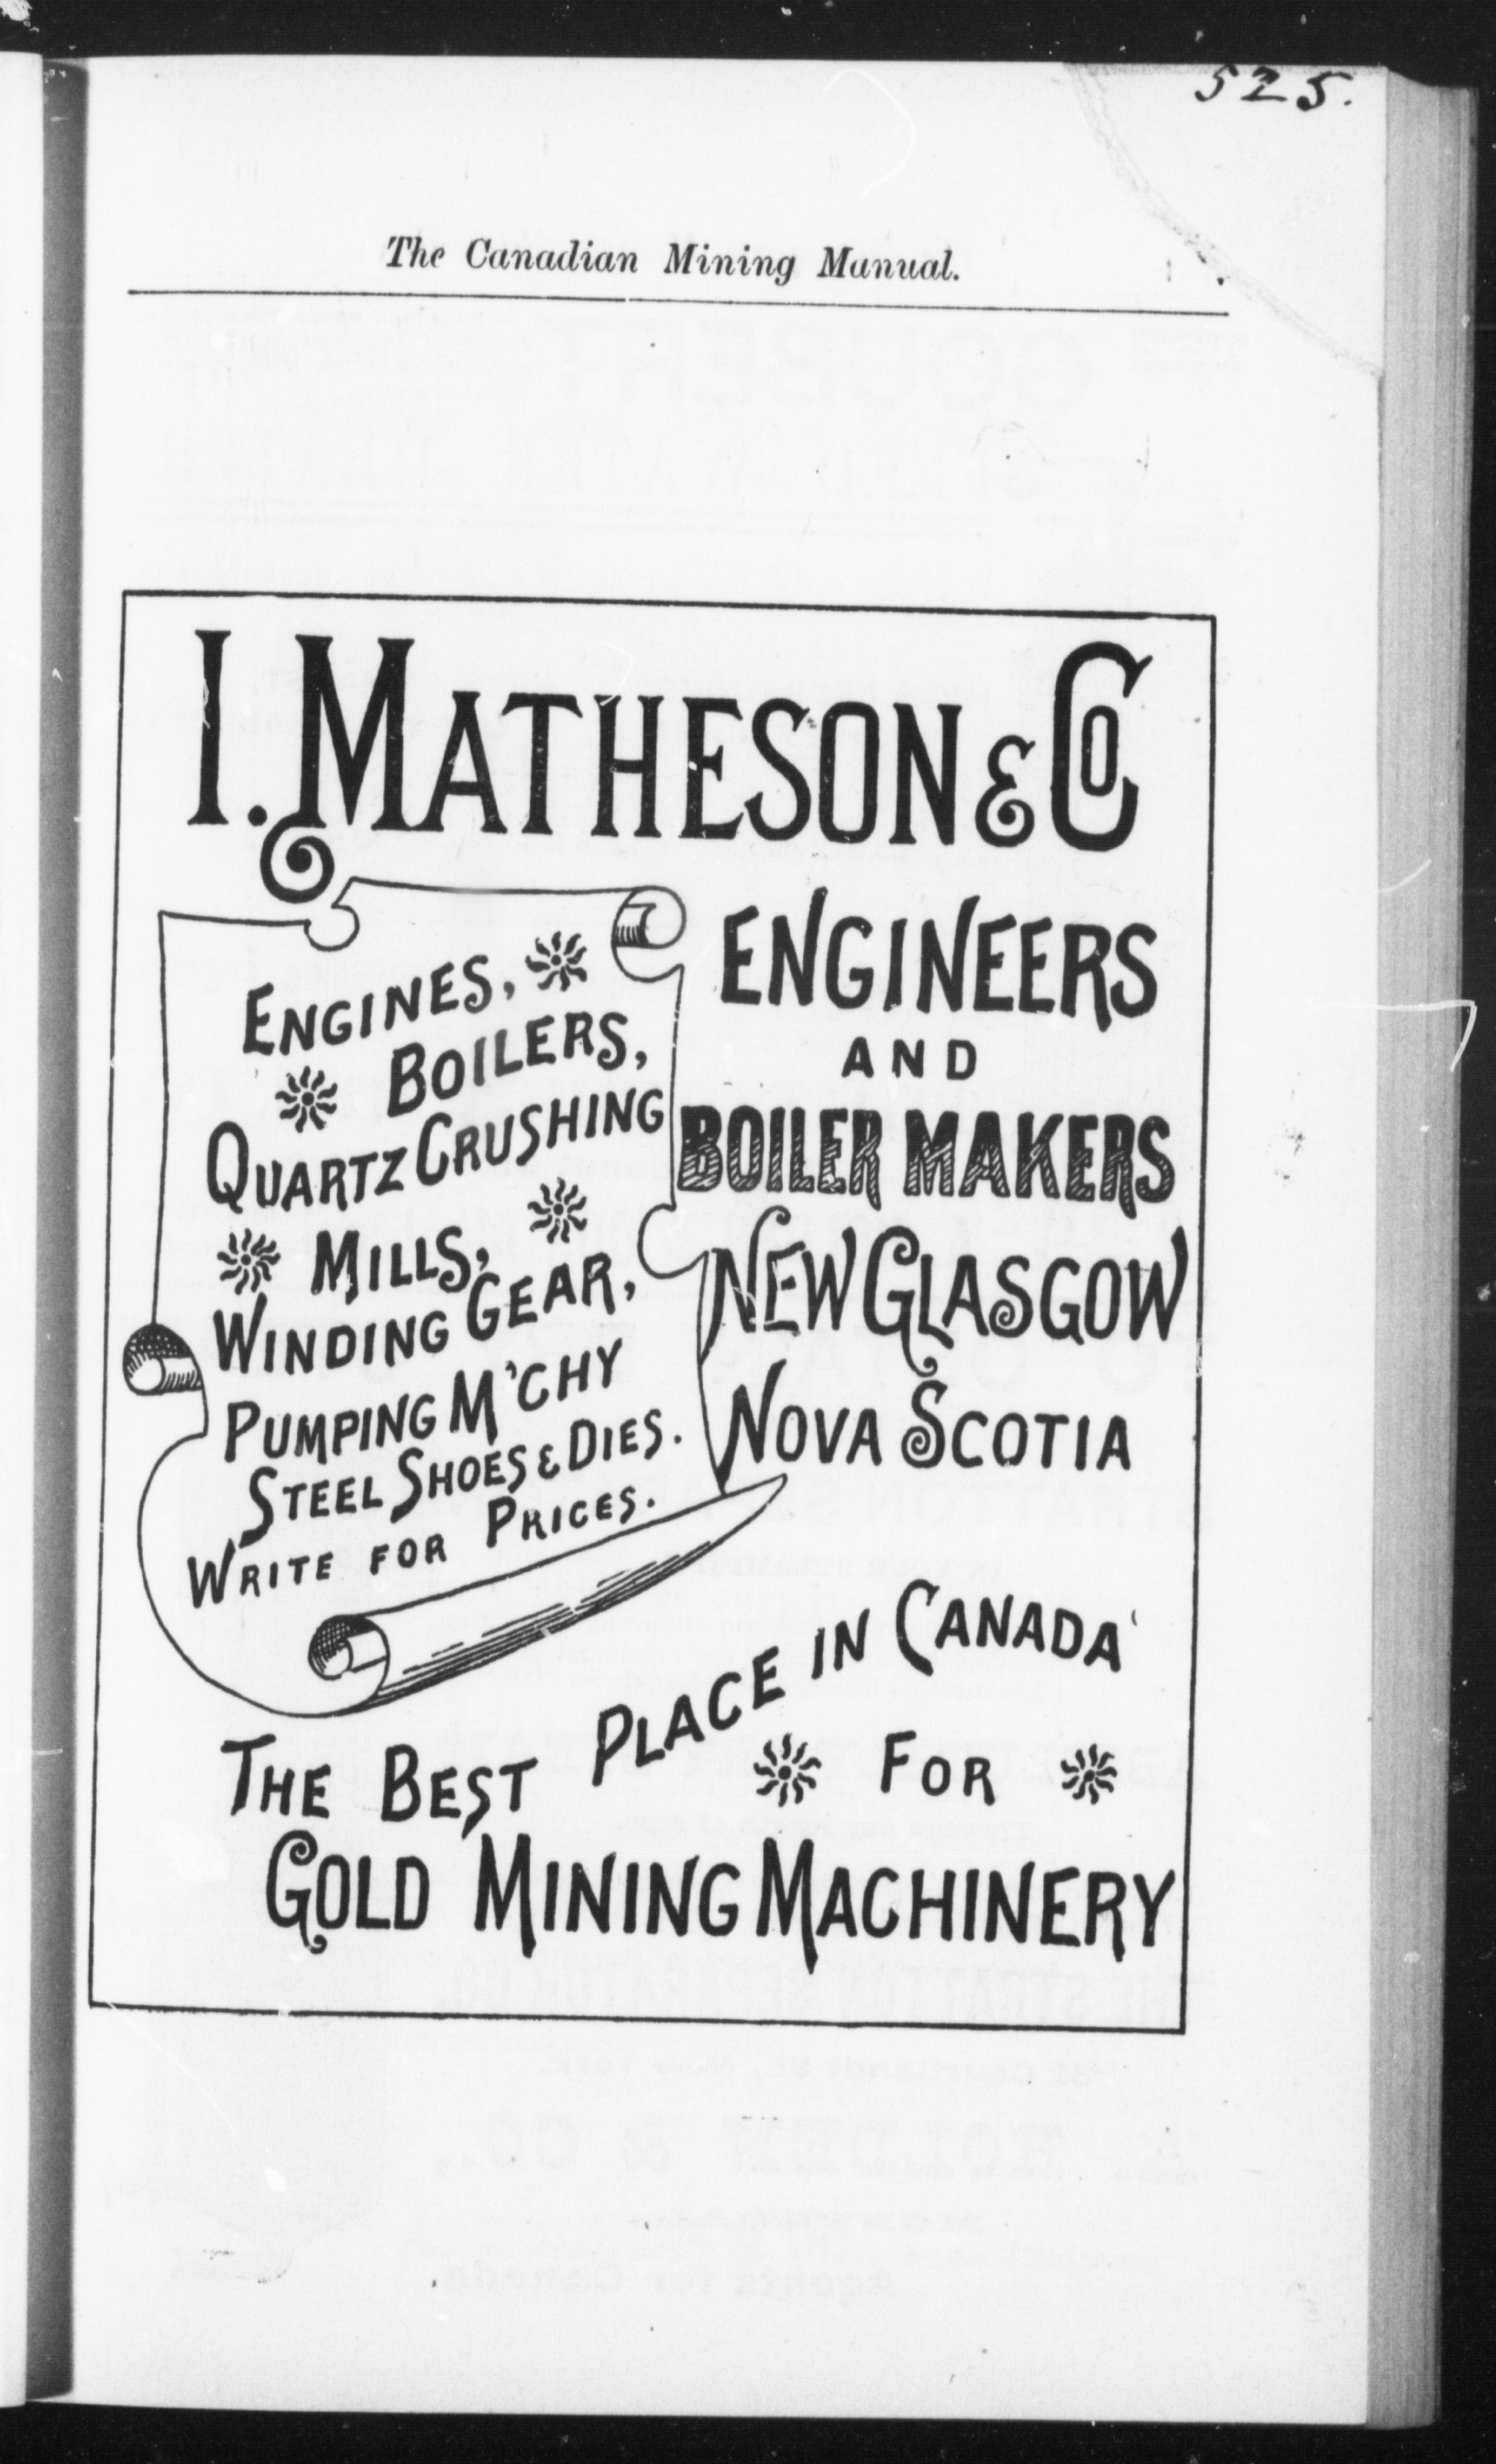 525.
The Canadian Mining Manual.
I. MATHESON & CO
ENGINES,
BOILERS,
QUARTZ CRUSHING
MILLS,
WINDING GEAR,
PUMPING M'CHY
STEEL SHOES & DIES.
WRITE FOR PRICES.
ENGINEERS
AND
BOILER MAKERS
NEW GLASGOW
NOVA SCOTIA
THE BEST PLACE IN CANADA
FOR
GOLD MINING MACHINERY